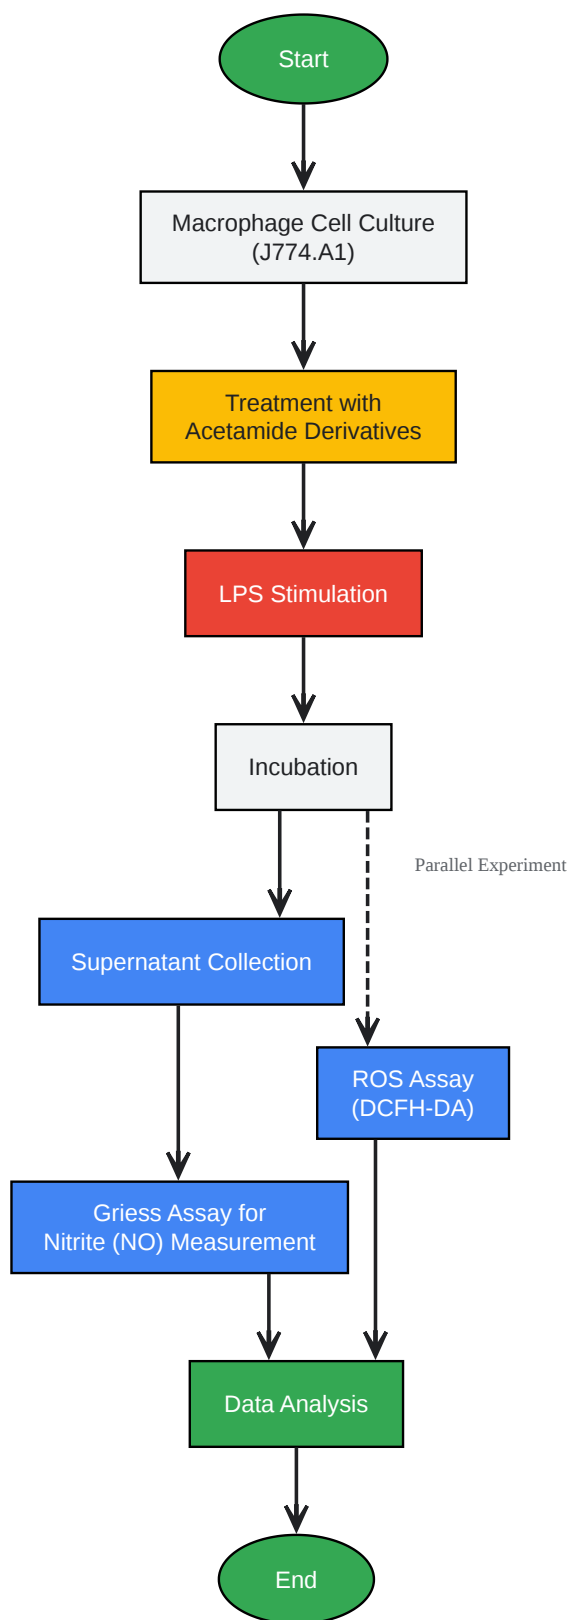 Start
Macrophage Cell Culture
(J774.A1)
Treatment with
Acetamide Derivatives
LPS Stimulation
Incubation
Parallel Experiment
Supernatant Collection
ROS Assay
(DCFH-DA)
Griess Assay for
Nitrite (NO) Measurement
Data Analysis
End